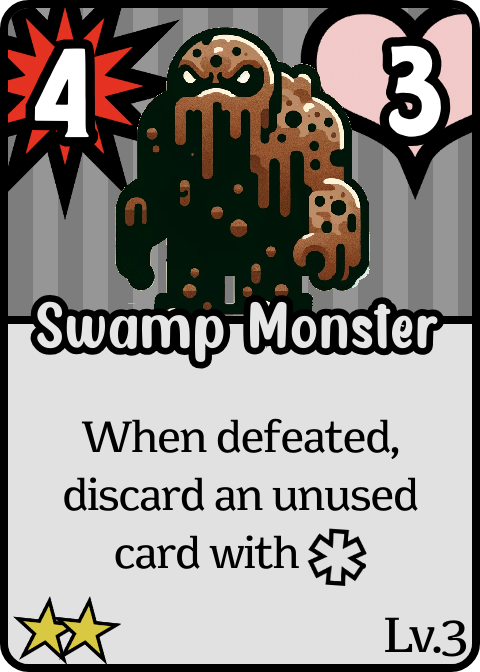 4
3
Swamp Monster
When defeated,
discard an unused
card with
Lv.3